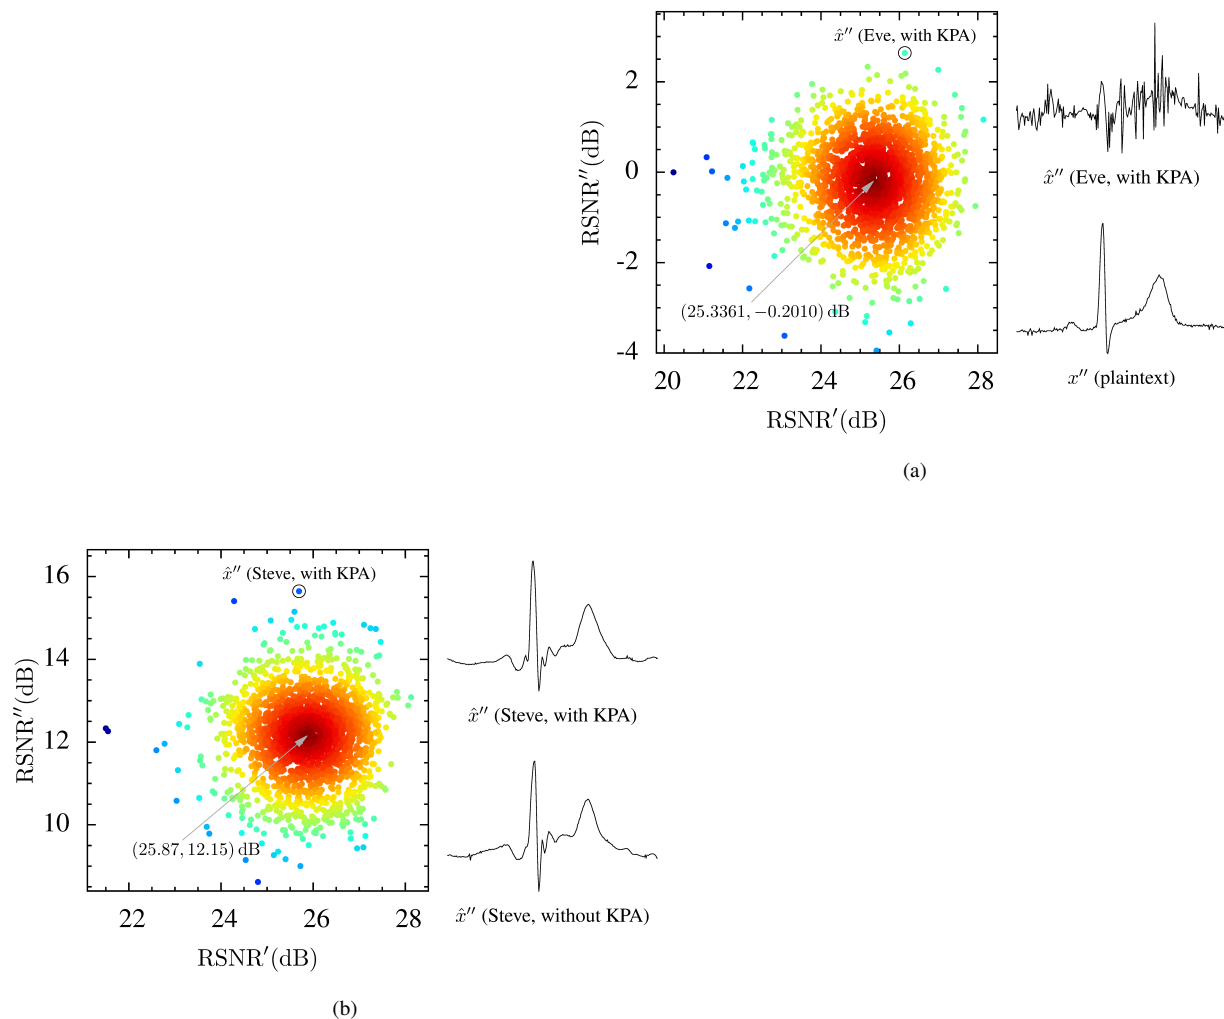 x̂″ (Eve, with KPA)
2
0
-2
-4
RSNR″(dB)
(25.3361, −0.2010) dB
20 22 24 26 28
RSNR′(dB)
x̂″ (Eve, with KPA)
x″ (plaintext)
(a)
x̂″ (Steve, with KPA)
16
14
12
10
RSNR″(dB)
(25.87, 12.15) dB
22 24 26 28
RSNR′(dB)
x̂″ (Steve, with KPA)
x̂″ (Steve, without KPA)
(b)